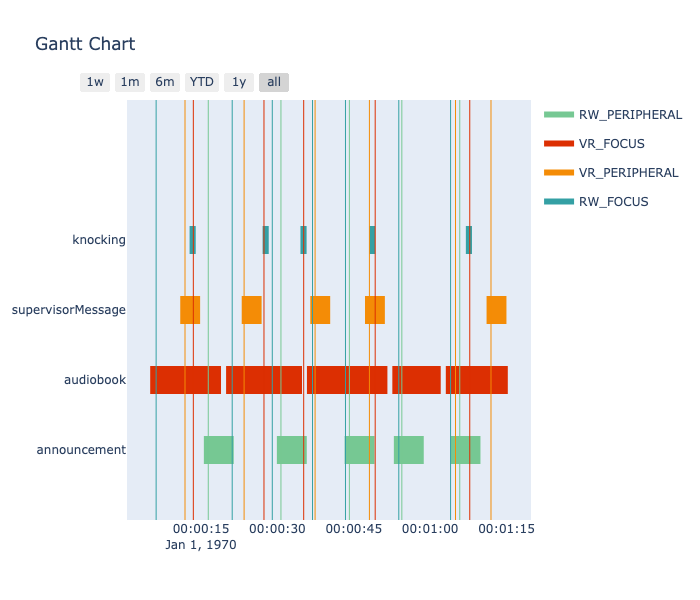 Gantt Chart
1w 1m 6m YTD 1y all
RW_PERIPHERAL
VR_FOCUS
VR_PERIPHERAL
RW_FOCUS
knocking
supervisorMessage
audiobook
announcement
00:00:15 00:00:30 00:00:45 00:01:00 00:01:15
Jan 1, 1970